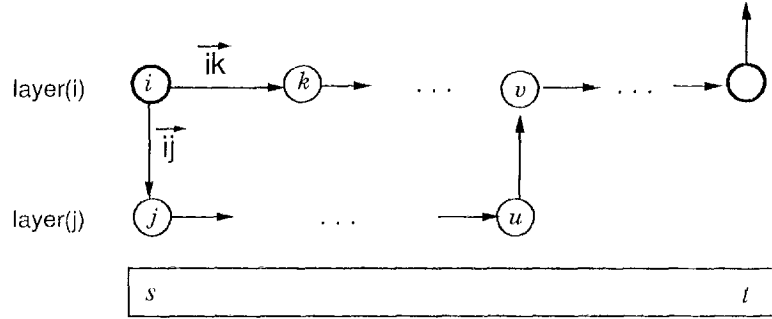 ik
layer(i) i k ... v ...
ij
layer(j) j ... u
s t